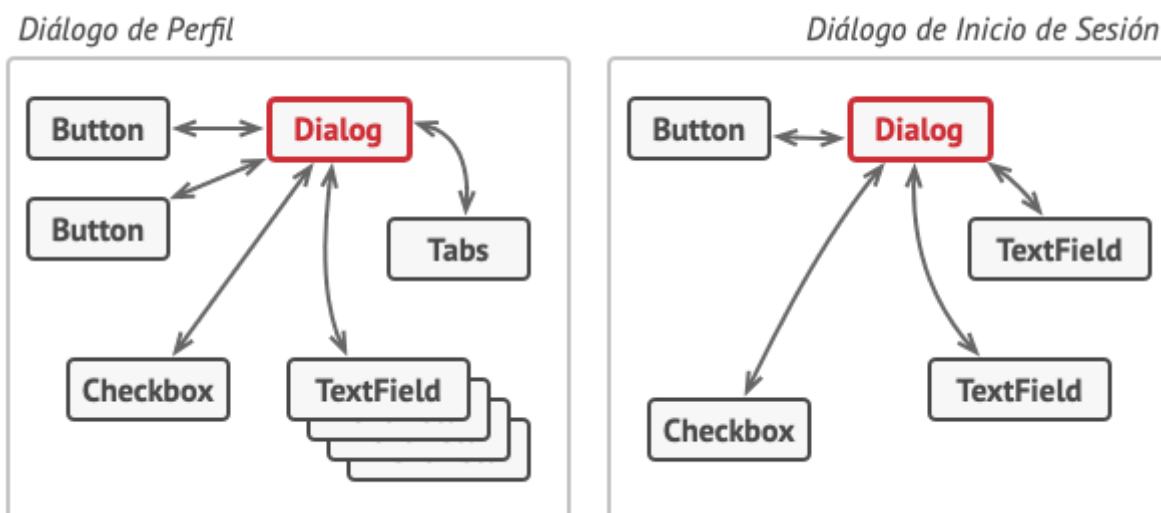 Diálogo de Perfil
Diálogo de Inicio de Sesión
Button
Dialog
Button
Tabs
Checkbox
TextField
Button
Dialog
TextField
TextField
Checkbox